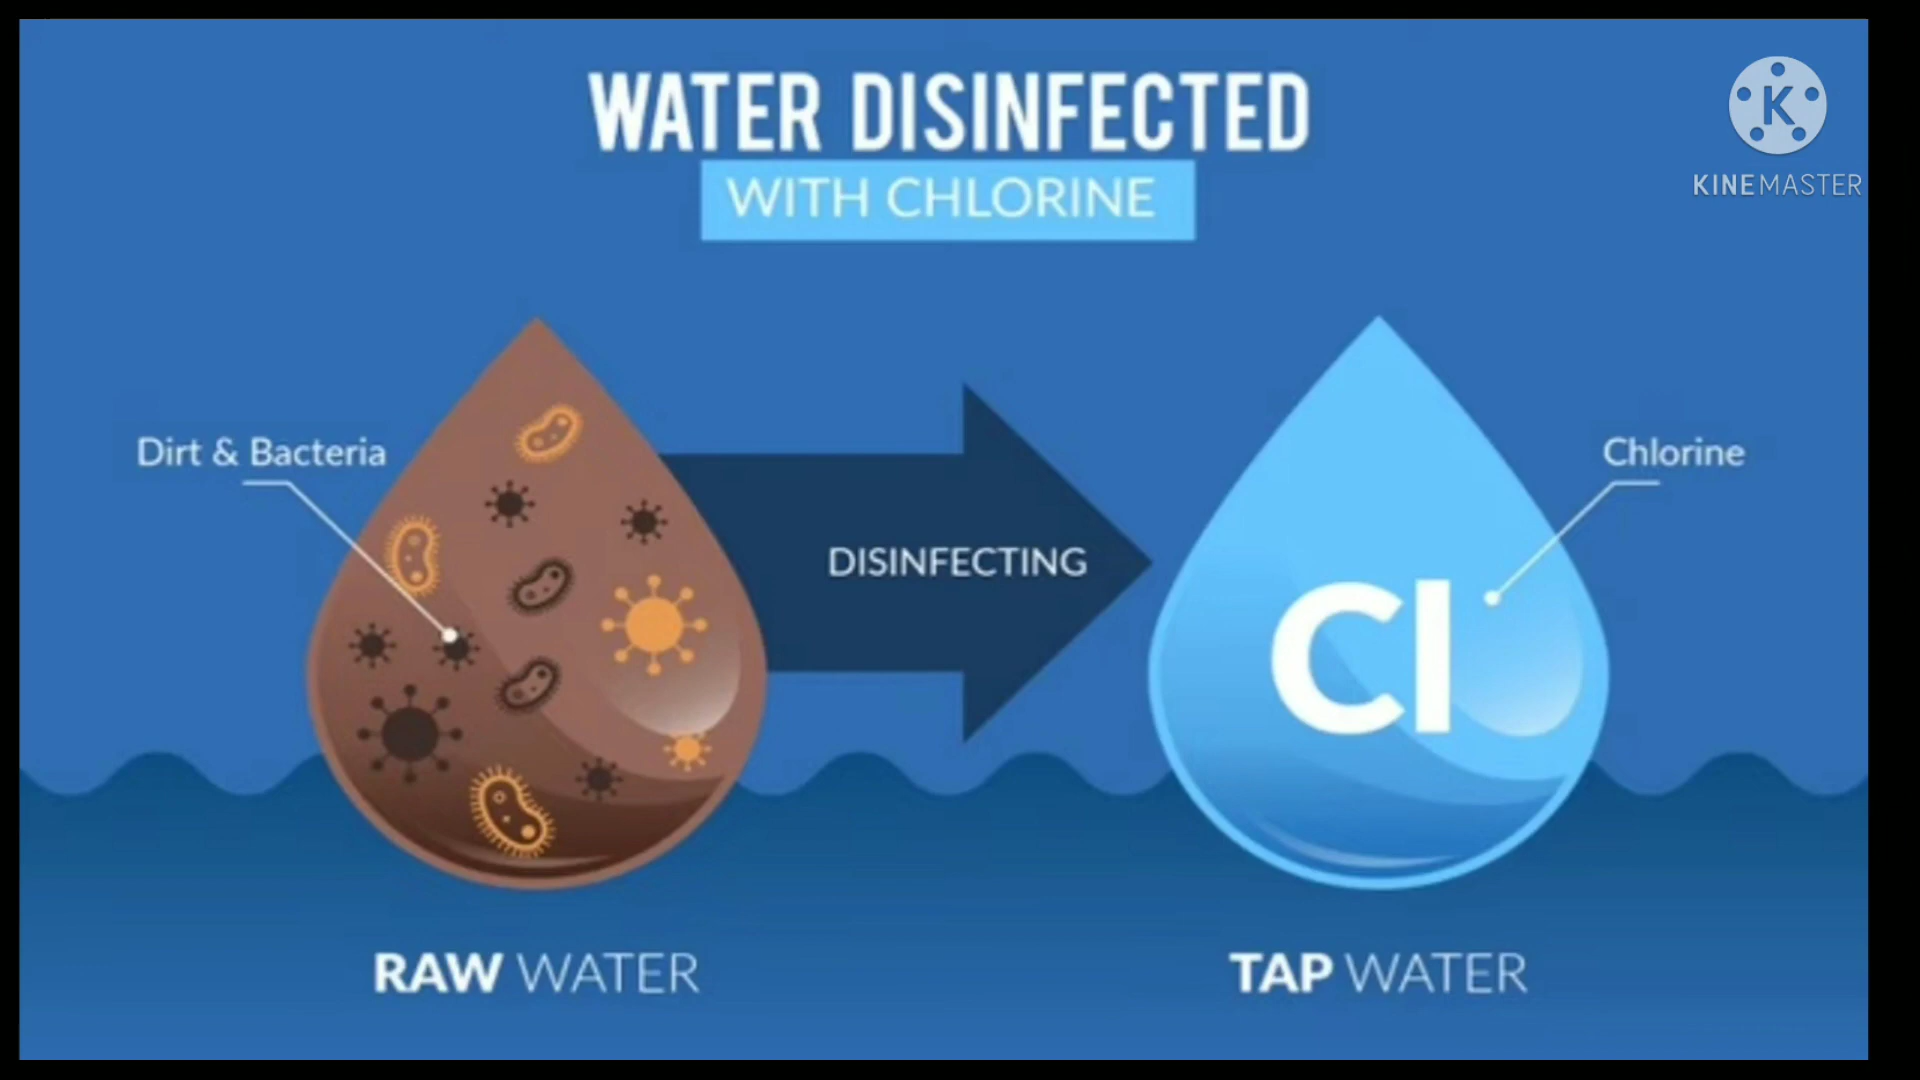 WATER DISINFECTED
WITH CHLORINE
K
KINEMASTER
Dirt & Bacteria
Chlorine
DISINFECTING
Cl
RAW WATER
TAP WATER